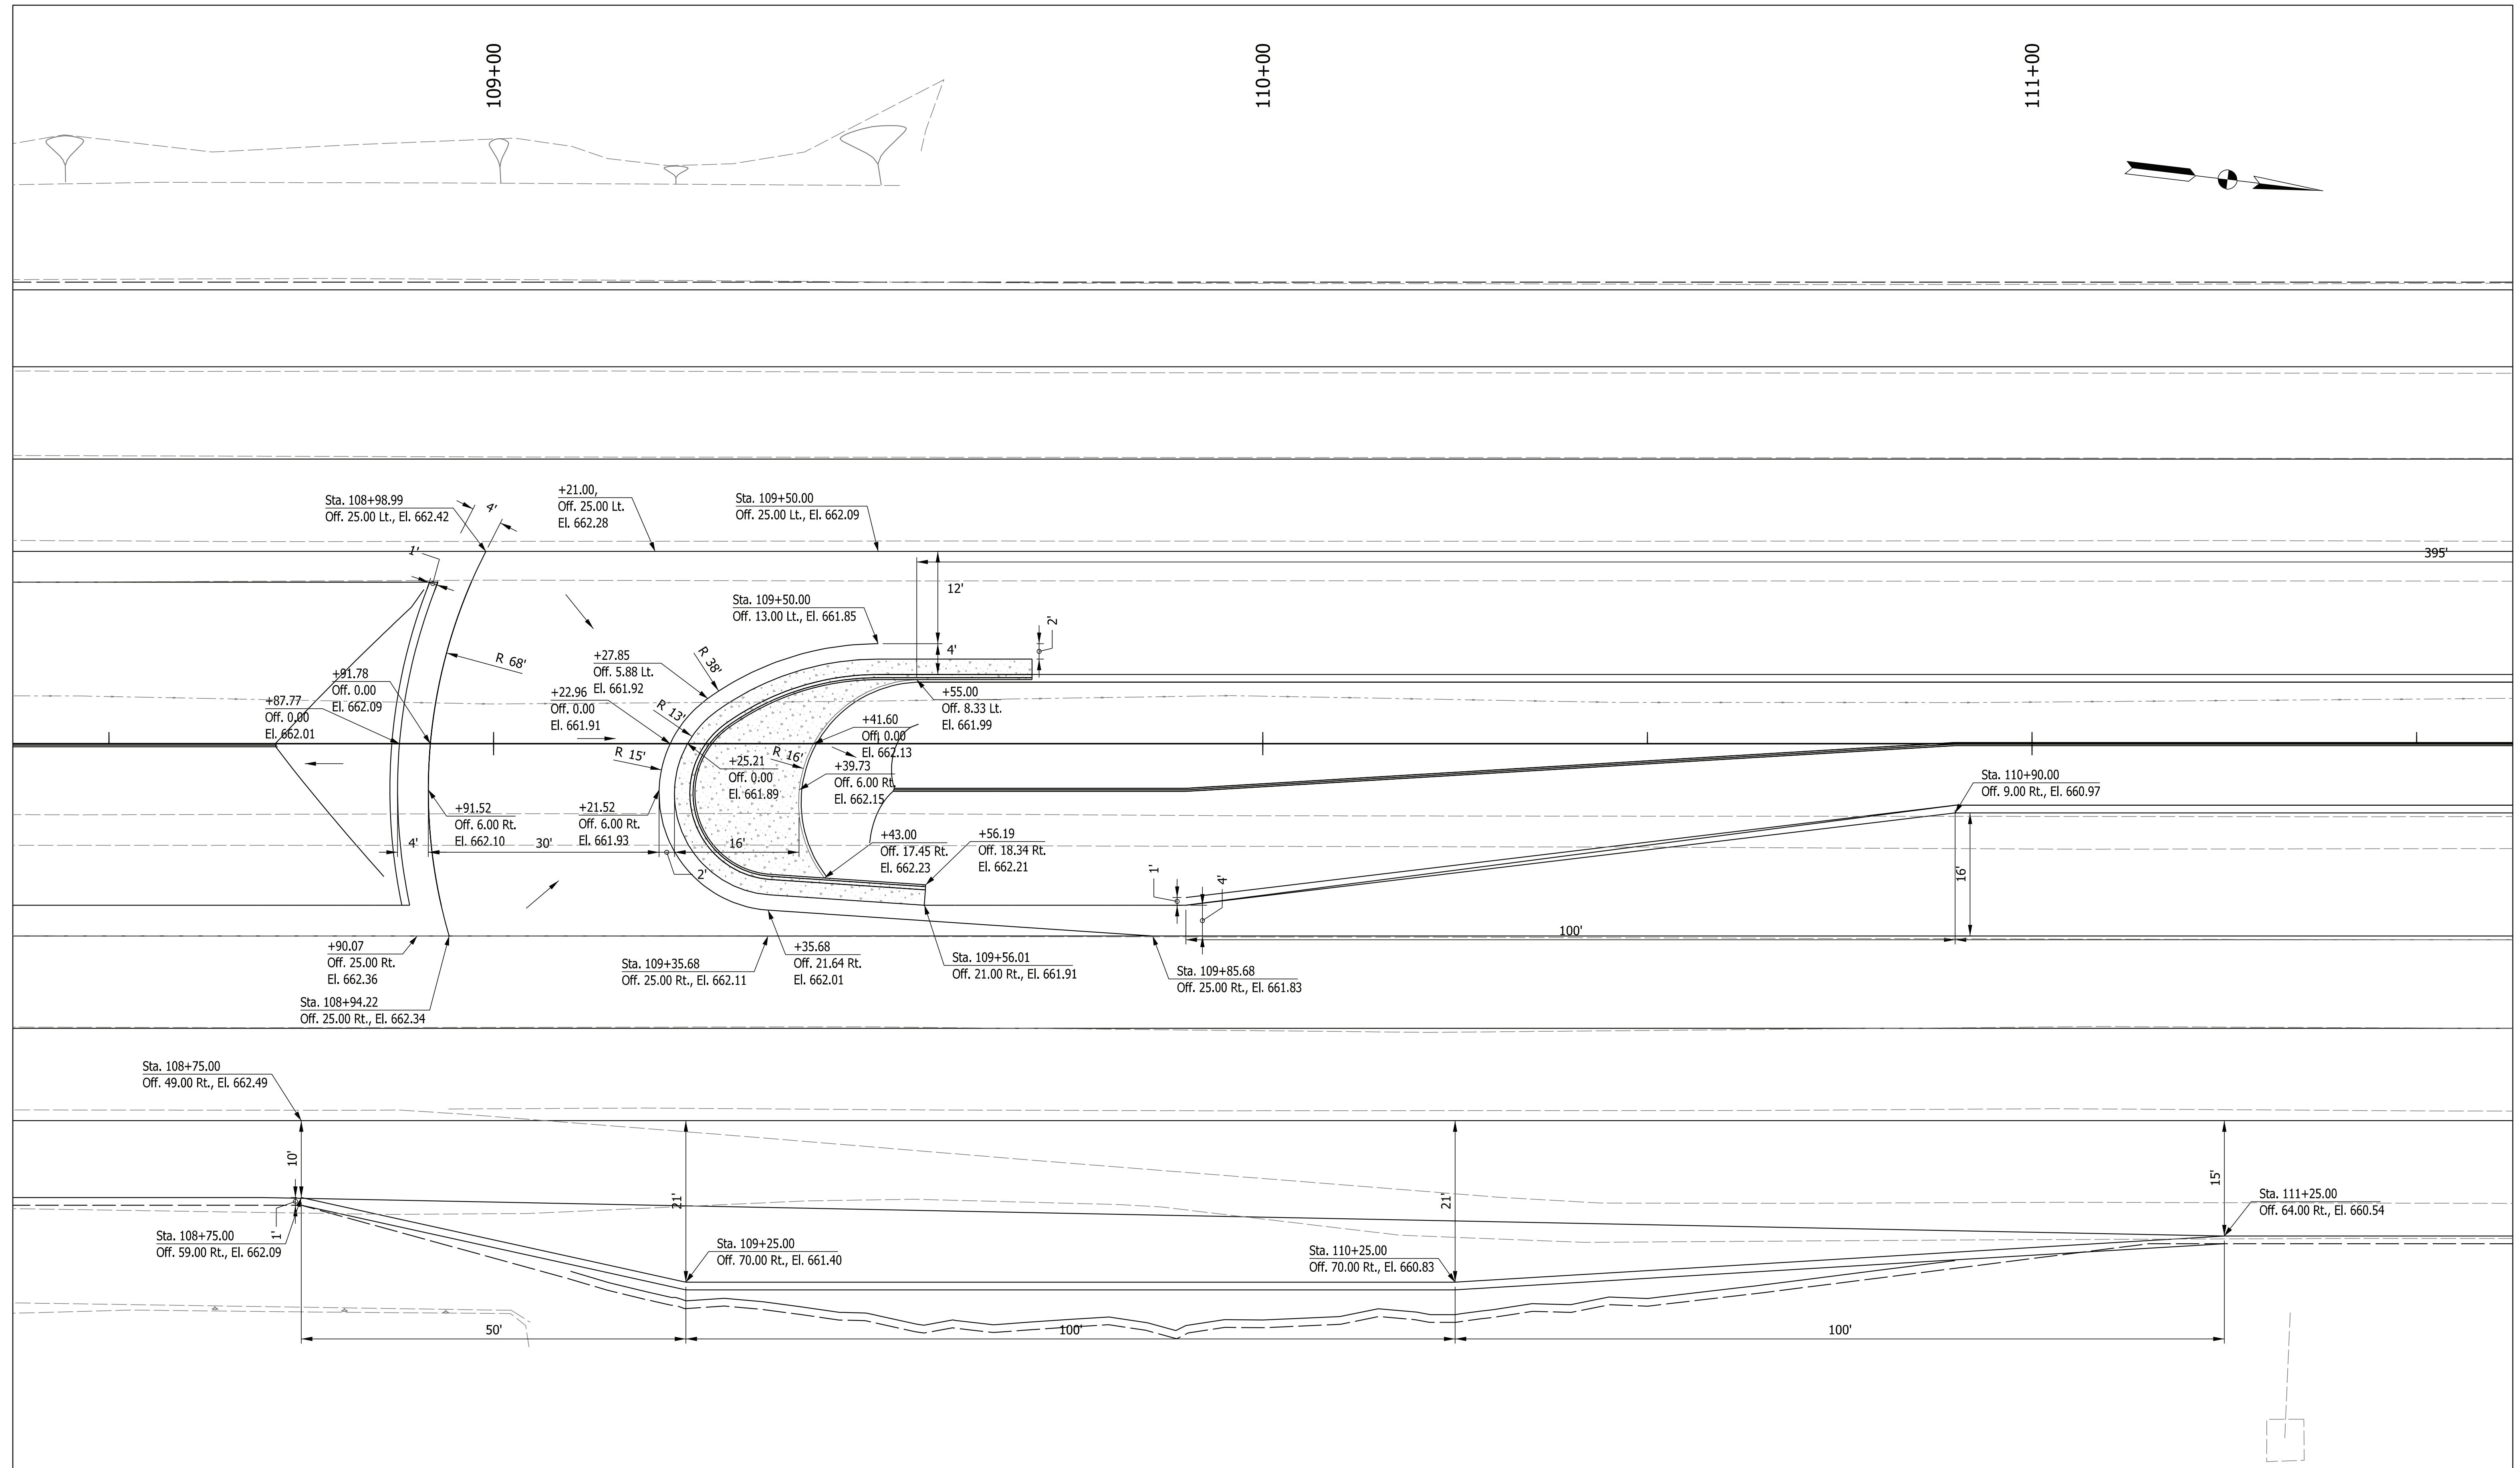 109+00
110+00
111+00
Sta. 108+98.99
Off. 25.00 Lt., El. 662.42
4'
+21.00,
Off. 25.00 Lt.
El. 662.28
Sta. 109+50.00
Off. 25.00 Lt., El. 662.09
1'
395'
12'
Sta. 109+50.00
Off. 13.00 Lt., El. 661.85
2'
R 68'
R 38'
4'
+27.85
Off. 5.88 Lt.
El. 661.92
+91.78
Off. 0.00
El. 662.09
+87.77
Off. 0.00
El. 662.01
+22.96
Off. 0.00
El. 661.91
R 13'
+55.00
Off. 8.33 Lt.
El. 661.99
+41.60
Off. 0.00
El. 662.13
R 15'
R 16'
+25.21
Off. 0.00
El. 661.89
+39.73
Off. 6.00 Rt.
El. 662.15
Sta. 110+90.00
Off. 9.00 Rt., El. 660.97
+91.52
Off. 6.00 Rt.
El. 662.10
+21.52
Off. 6.00 Rt.
El. 661.93
4'
30'
16'
2'
+43.00
Off. 17.45 Rt.
El. 662.23
+56.19
Off. 18.34 Rt.
El. 662.21
1'
4'
16'
100'
+90.07
Off. 25.00 Rt.
El. 662.36
Sta. 108+94.22
Off. 25.00 Rt., El. 662.34
Sta. 109+35.68
Off. 25.00 Rt., El. 662.11
+35.68
Off. 21.64 Rt.
El. 662.01
Sta. 109+56.01
Off. 21.00 Rt., El. 661.91
Sta. 109+85.68
Off. 25.00 Rt., El. 661.83
Sta. 108+75.00
Off. 49.00 Rt., El. 662.49
10'
21'
21'
15'
1'
Sta. 108+75.00
Off. 59.00 Rt., El. 662.09
Sta. 109+25.00
Off. 70.00 Rt., El. 661.40
Sta. 110+25.00
Off. 70.00 Rt., El. 660.83
Sta. 111+25.00
Off. 64.00 Rt., El. 660.54
50'
100'
100'